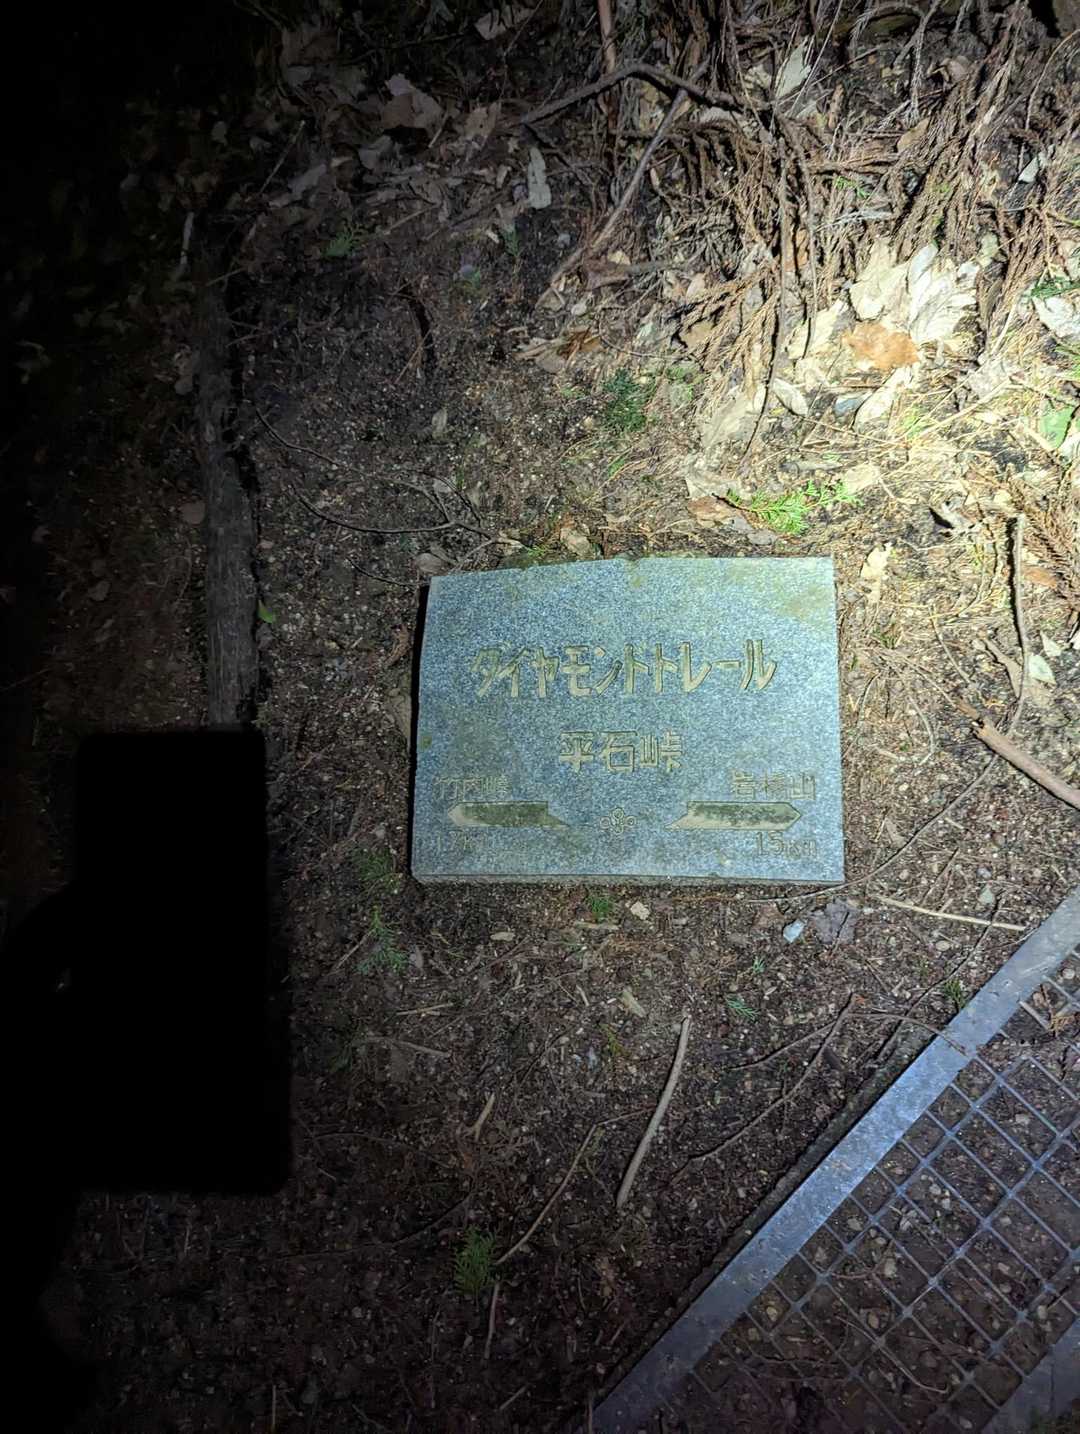 ダイヤモンドトレール
平石峠
竹内峠 岩橋山
1.5km